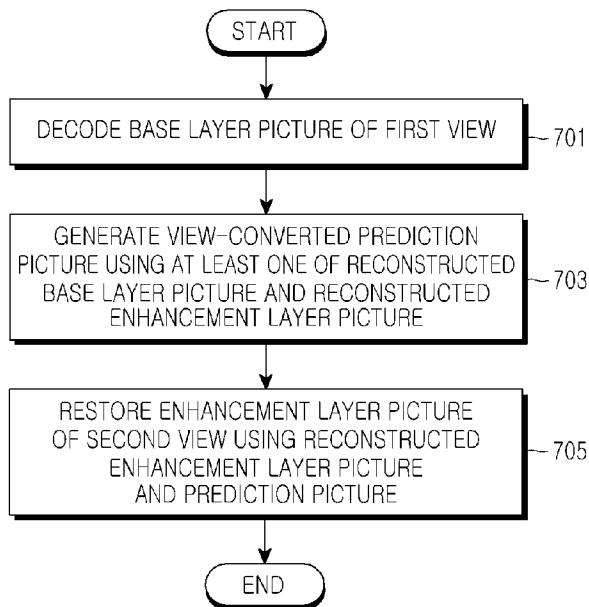 START
DECODE BASE LAYER PICTURE OF FIRST VIEW
701
GENERATE VIEW-CONVERTED PREDICTION
PICTURE USING AT LEAST ONE OF RECONSTRUCTED
BASE LAYER PICTURE AND RECONSTRUCTED
ENHANCEMENT LAYER PICTURE
703
RESTORE ENHANCEMENT LAYER PICTURE
OF SECOND VIEW USING RECONSTRUCTED
ENHANCEMENT LAYER PICTURE
AND PREDICTION PICTURE
705
END